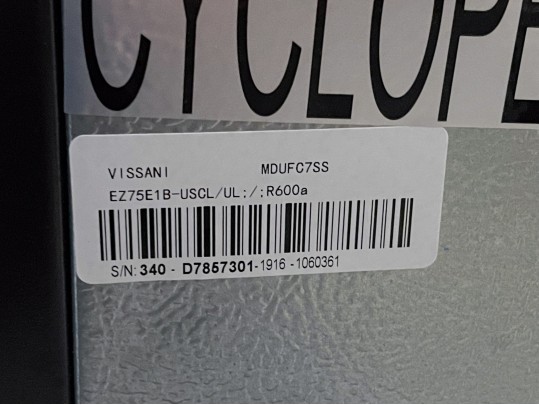 CYCLOPE
VISSANI MDUFC7SS
EZ75E1B-USCL/UL;/;R600a
S/N: 340 - D7857301-1916 -1060361